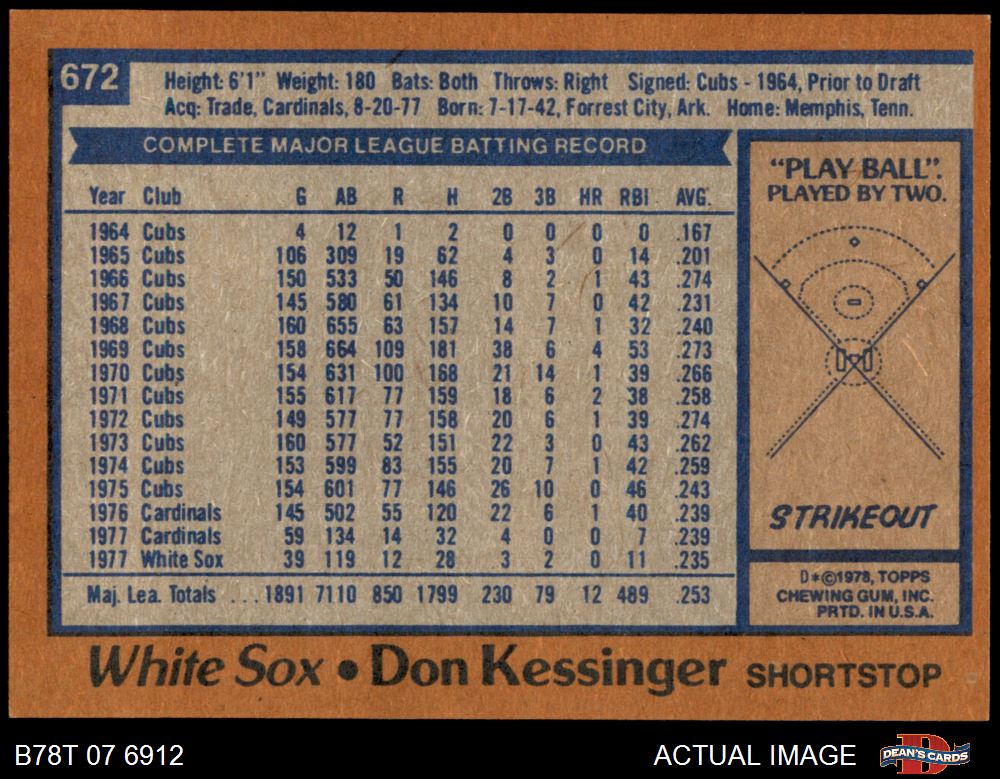 672
Height: 6'1" Weight: 180 Bats: Both Throws: Right Signed: Cubs - 1964, Prior to Draft
Acq: Trade, Cardinals, 8-20-77 Born: 7-17-42, Forrest City, Ark. Home: Memphis, Tenn.
COMPLETE MAJOR LEAGUE BATTING RECORD
Year Club G AB R H 2B 3B HR RBI AVG.
1964 Cubs 4 12 1 2 0 0 0 0 .167
1965 Cubs 106 309 19 62 4 3 0 14 .201
1966 Cubs 150 533 50 146 8 2 1 43 .274
1967 Cubs 145 580 61 134 10 7 0 42 .231
1968 Cubs 160 655 63 157 14 7 1 32 .240
1969 Cubs 158 664 109 181 38 6 4 53 .273
1970 Cubs 154 631 100 168 21 14 1 39 .266
1971 Cubs 155 617 77 159 18 6 2 38 .258
1972 Cubs 149 577 77 158 20 6 1 39 .274
1973 Cubs 160 577 52 151 22 3 0 43 .262
1974 Cubs 153 599 83 155 20 7 1 42 .259
1975 Cubs 154 601 77 146 26 10 0 46 .243
1976 Cardinals 145 502 55 120 22 6 1 40 .239
1977 Cardinals 59 134 14 32 4 0 0 7 .239
1977 White Sox 39 119 12 28 3 2 0 11 .235
Maj. Lea. Totals ...1891 7110 850 1799 230 79 12 489 .253
"PLAY BALL".
PLAYED BY TWO.
STRIKEOUT
D*©1978, TOPPS
CHEWING GUM, INC.
PRTD. IN U.S.A.
White Sox • Don Kessinger SHORTSTOP
B78T 07 6912
ACTUAL IMAGE
DEAN'S CARDS